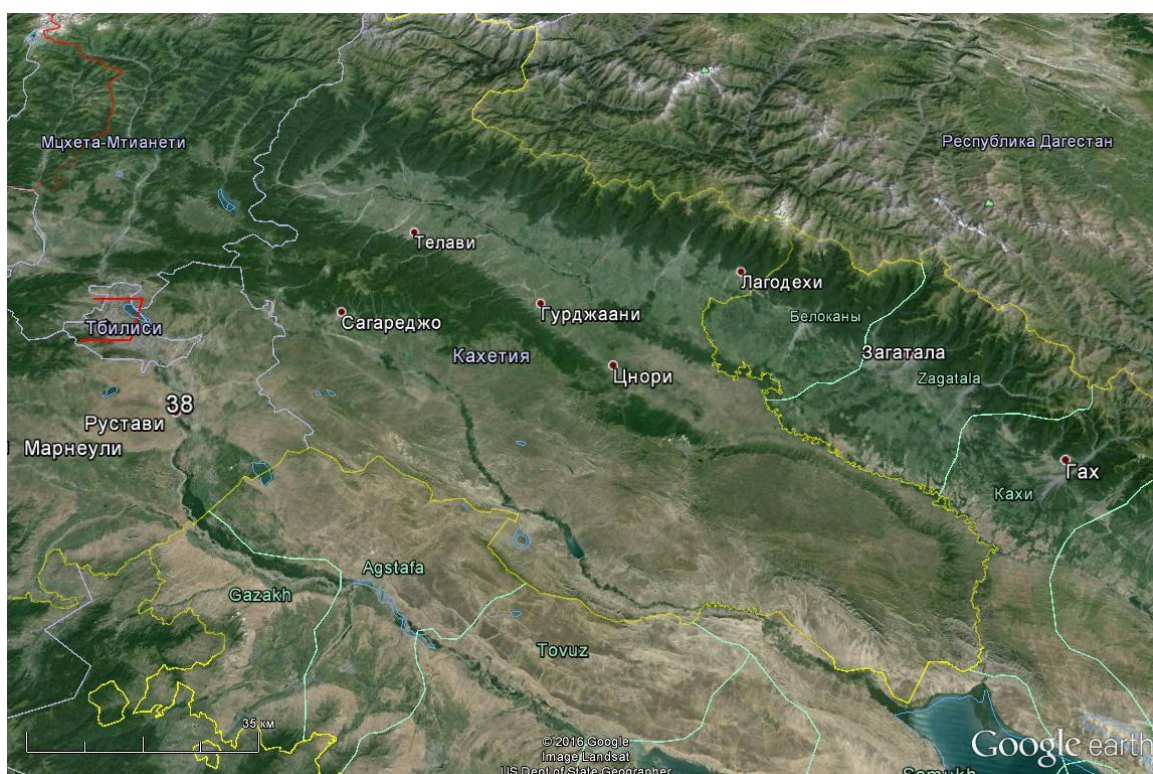 Мцхета-Мтианети
Республика Дагестан
Телави
Лагодехи
Гурджаани
Белоканы
Тбилиси
Сагареджо
Кахетия
Загатала
Цнори
Zagatala
38
Рустави
Марнеули
Гах
Кахи
Agstafa
Gazakh
Tovuz
35 км
© 2016 Google
Image Landsat
US Dept of State Geographer
Google earth
Samukh